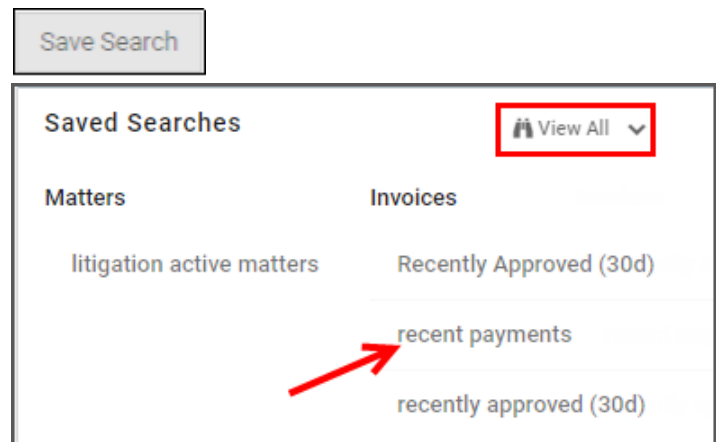 Save Search
Saved Searches
View All
Matters
Invoices
litigation active matters
Recently Approved (30d)
recent payments
recently approved (30d)